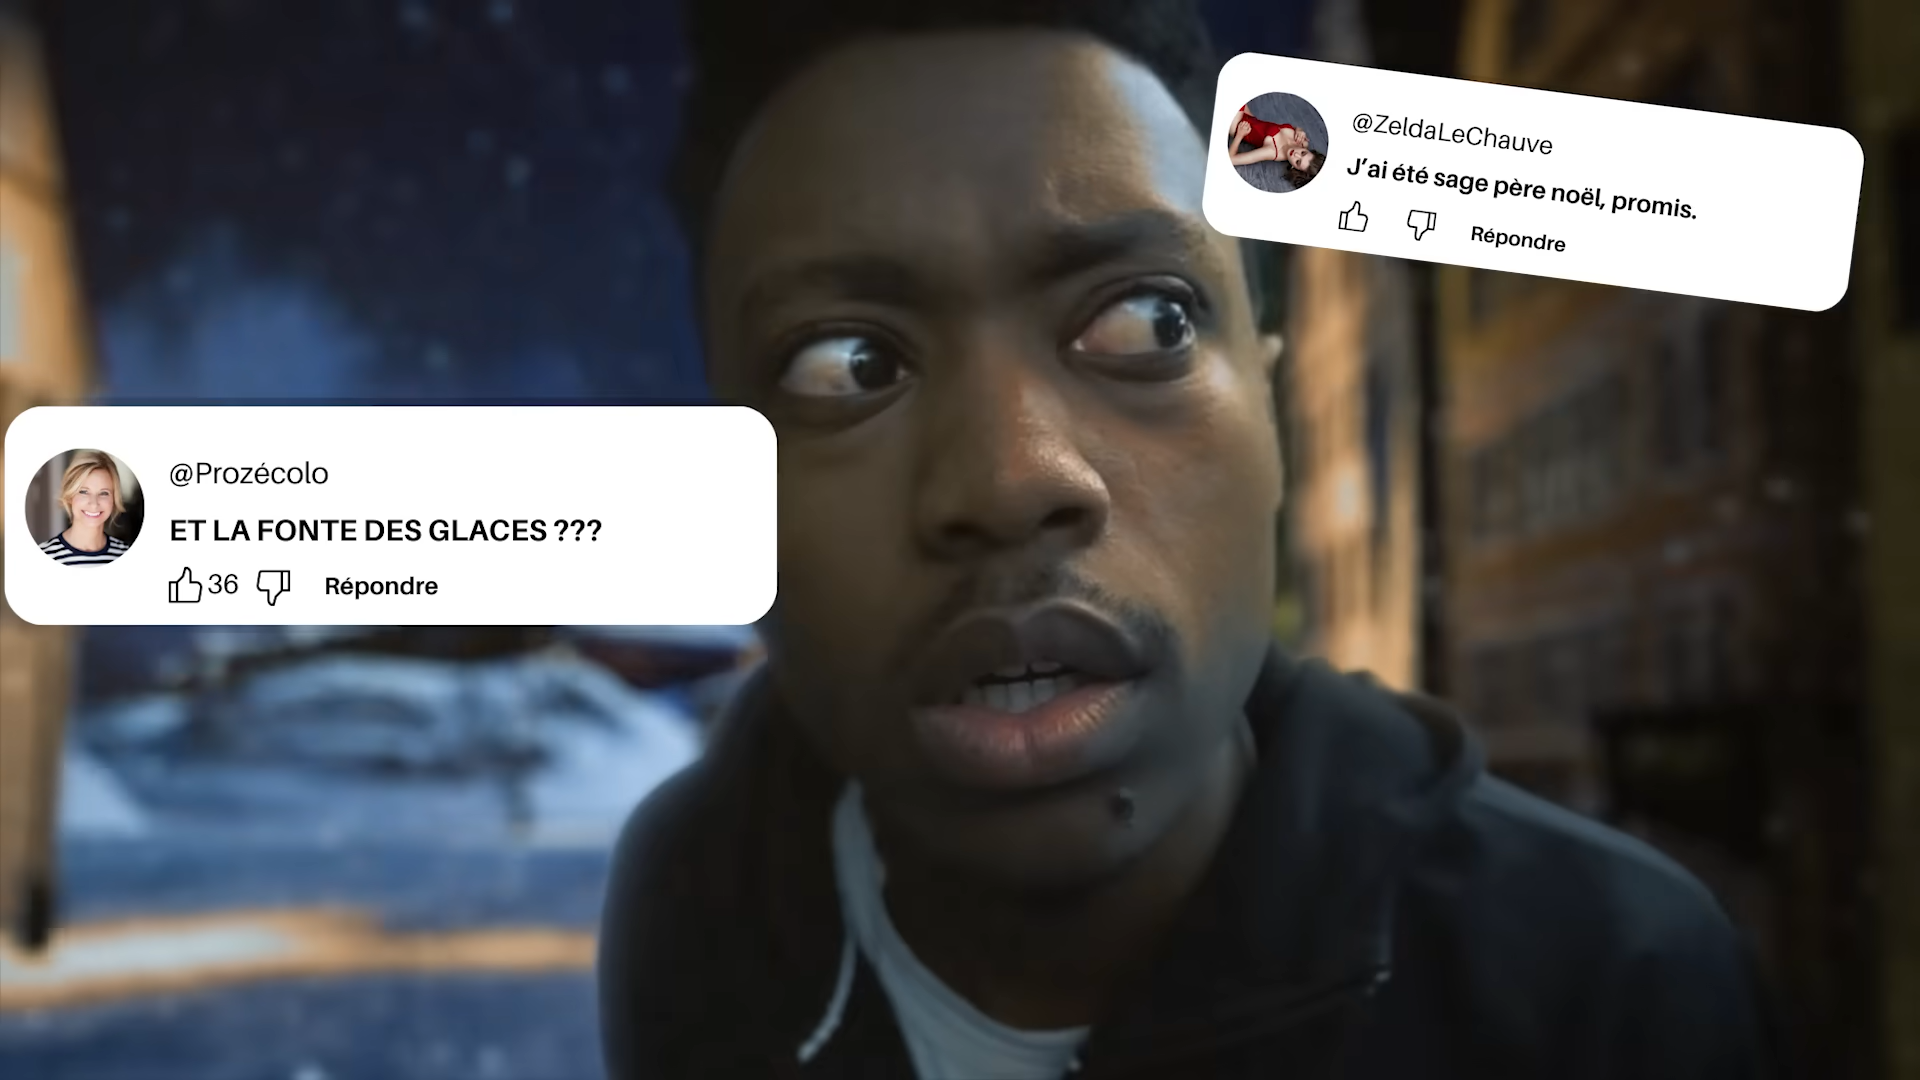 @ZeldaLeChauve
J’ai été sage père noël, promis.
Répondre
@Prozécolo
ET LA FONTE DES GLACES ???
36 Répondre